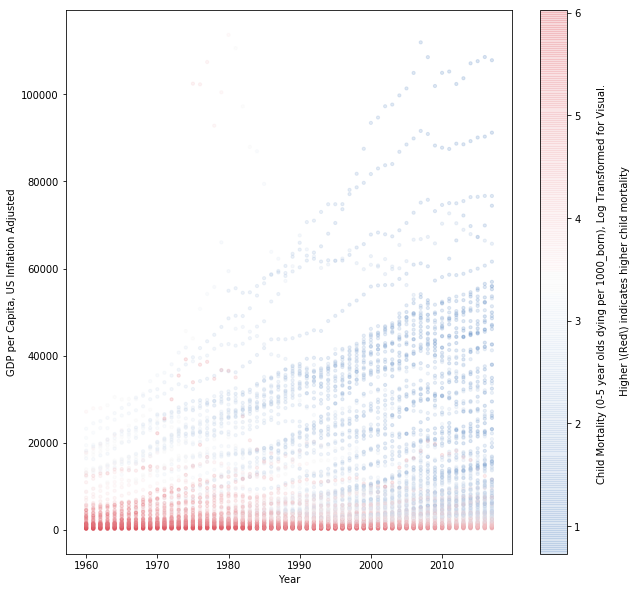 100000
80000
60000
40000
20000
0
GDP per Capita, US Inflation Adjusted
1960 1970 1980 1990 2000 2010
Year
6
5
4
3
2
1
Child Mortality (0-5 year olds dying per 1000_born), Log Transformed for Visual.
Higher \(Red\) indicates higher child mortality